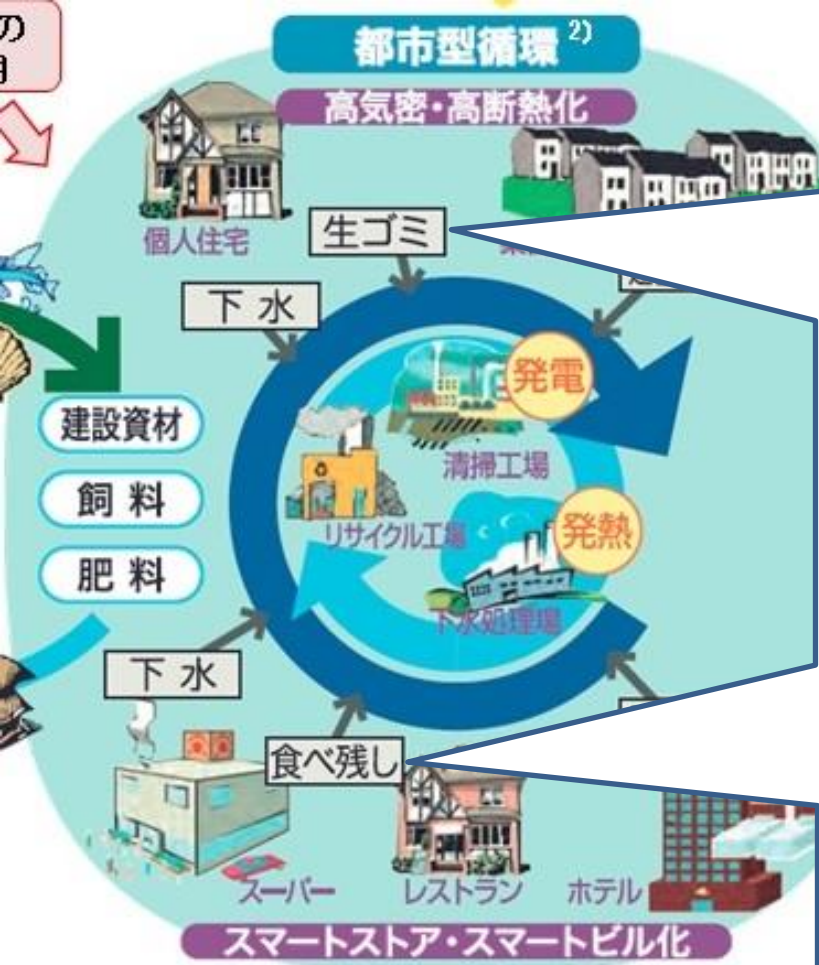 の
都市型循環 2)
高気密・高断熱化
個人住宅
生ゴミ
下水
発電
建設資材
清掃工場
飼料
リサイクル工場
発熱
肥料
下水処理場
下水
食べ残し
スーパー
レストラン
ホテル
スマートストア・スマートビル化